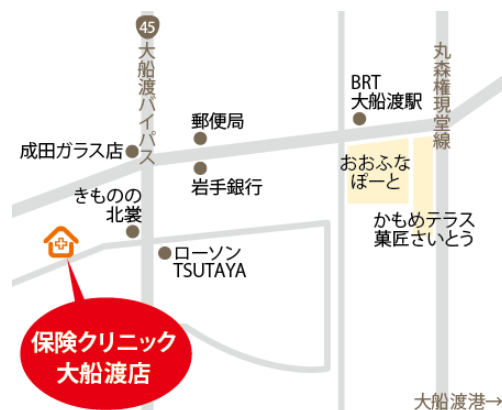 45
大船渡バイパス
丸森権現堂線
BRT
大船渡駅
郵便局
成田ガラス店
岩手銀行
おおふな
ぽーと
きものの
北裳
かもめテラス
菓匠さいとう
ローソン
TSUTAYA
保険クリニック
大船渡店
大船渡港→